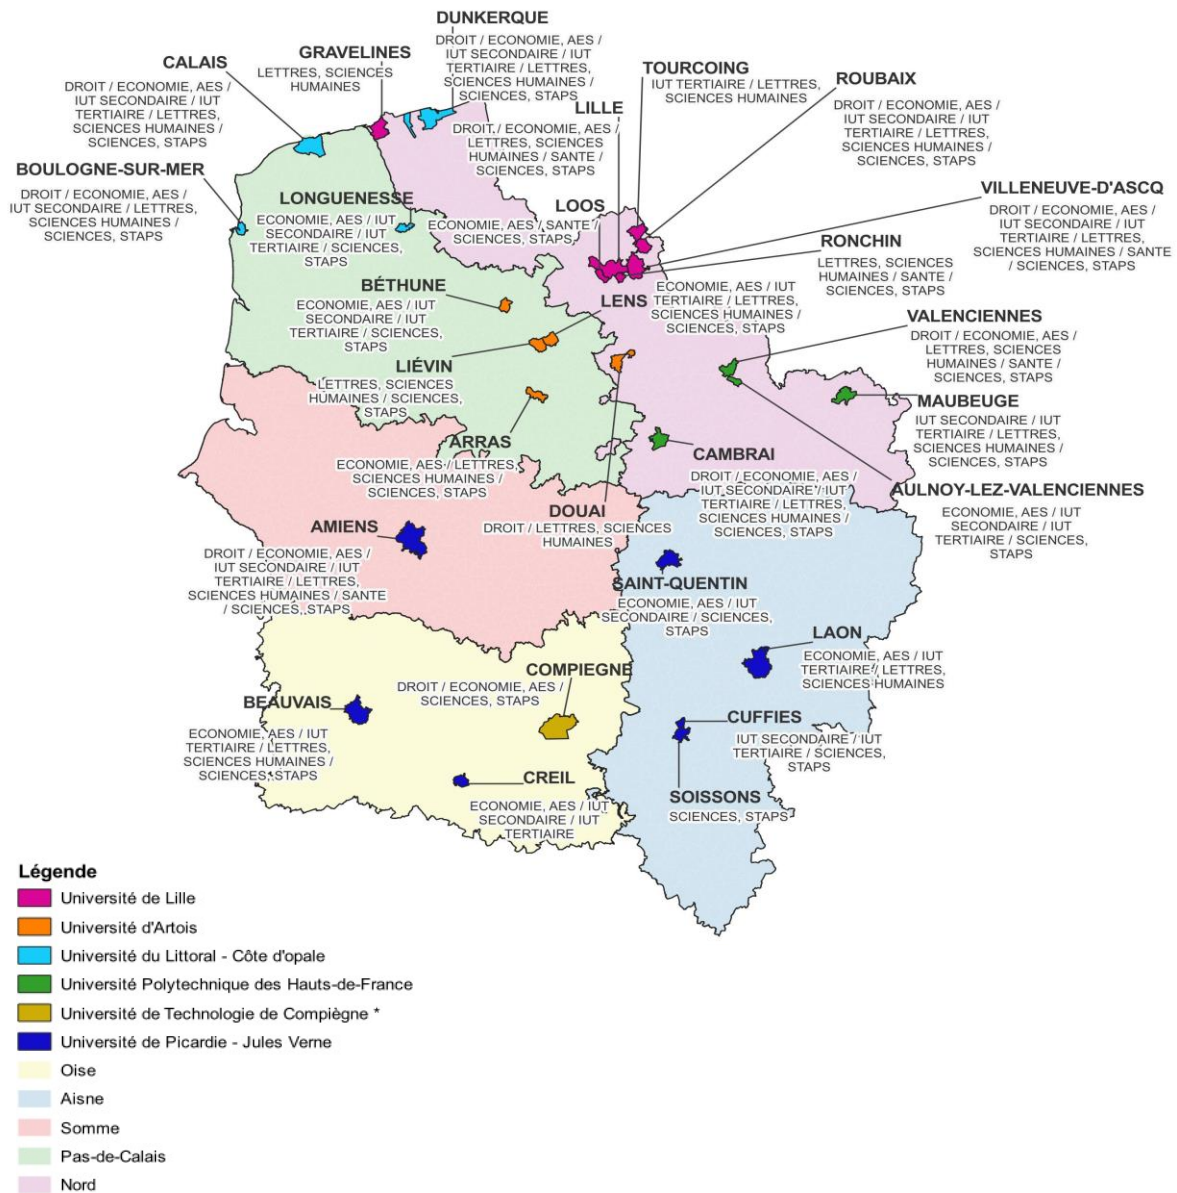 DUNKERQUE
DROIT / ECONOMIE, AES /
IUT SECONDAIRE / IUT
TERTIAIRE / LETTRES,
SCIENCES HUMAINES /
SCIENCES, STAPS
GRAVELINES
LETTRES, SCIENCES
HUMAINES
CALAIS
DROIT / ECONOMIE, AES /
IUT SECONDAIRE / IUT
TERTIAIRE / LETTRES,
SCIENCES HUMAINES /
SCIENCES, STAPS
TOURCOING
IUT TERTIAIRE / LETTRES,
SCIENCES HUMAINES
ROUBAIX
DROIT / ECONOMIE, AES /
IUT SECONDAIRE / IUT
TERTIAIRE / LETTRES,
SCIENCES HUMAINES /
SCIENCES, STAPS
LILLE
DROIT / ECONOMIE, AES /
LETTRES, SCIENCES
HUMAINES / SANTE /
SCIENCES, STAPS
BOULOGNE-SUR-MER
DROIT / ECONOMIE, AES /
IUT SECONDAIRE / LETTRES,
SCIENCES HUMAINES /
SCIENCES, STAPS
LONGUENESSE
ECONOMIE, AES / IUT
SECONDAIRE / IUT
TERTIAIRE / SCIENCES,
STAPS
LOOS
ECONOMIE, AES / SANTE /
SCIENCES, STAPS
VILLENEUVE-D'ASCQ
DROIT / ECONOMIE, AES /
IUT SECONDAIRE / IUT
TERTIAIRE / LETTRES,
SCIENCES HUMAINES / SANTE
/ SCIENCES, STAPS
RONCHIN
LETTRES, SCIENCES
HUMAINES / SANTE /
SCIENCES, STAPS
BÉTHUNE
ECONOMIE, AES / IUT
SECONDAIRE / IUT
TERTIAIRE / SCIENCES,
STAPS
LENS
ECONOMIE, AES / IUT
TERTIAIRE / LETTRES,
SCIENCES HUMAINES /
SCIENCES, STAPS
VALENCIENNES
DROIT / ECONOMIE, AES /
LETTRES, SCIENCES
HUMAINES / SANTE /
SCIENCES, STAPS
LIÉVIN
LETTRES, SCIENCES
HUMAINES / SCIENCES,
STAPS
MAUBEUGE
IUT SECONDAIRE / IUT
TERTIAIRE / LETTRES,
SCIENCES HUMAINES /
SCIENCES, STAPS
ARRAS
ECONOMIE, AES / LETTRES,
SCIENCES HUMAINES /
SCIENCES, STAPS
CAMBRAI
DROIT / ECONOMIE, AES /
IUT SECONDAIRE / IUT
TERTIAIRE / LETTRES,
SCIENCES HUMAINES /
SCIENCES, STAPS
AULNOY-LEZ-VALENCIENNES
ECONOMIE, AES / IUT
SECONDAIRE / IUT
TERTIAIRE / SCIENCES,
STAPS
DOUAI
DROIT / LETTRES, SCIENCES
HUMAINES
AMIENS
DROIT / ECONOMIE, AES /
IUT SECONDAIRE / IUT
TERTIAIRE / LETTRES,
SCIENCES HUMAINES / SANTE
/ SCIENCES, STAPS
SAINT-QUENTIN
ECONOMIE, AES / IUT
SECONDAIRE / SCIENCES,
STAPS
LAON
ECONOMIE, AES / IUT
TERTIAIRE / LETTRES,
SCIENCES HUMAINES
COMPIEGNE
DROIT / ECONOMIE, AES /
SCIENCES, STAPS
BEAUVAIS
ECONOMIE, AES / IUT
TERTIAIRE / LETTRES,
SCIENCES HUMAINES /
SCIENCES, STAPS
CUFFIES
IUT SECONDAIRE / IUT
TERTIAIRE / SCIENCES,
STAPS
CREIL
ECONOMIE, AES / IUT
SECONDAIRE / IUT
TERTIAIRE
SOISSONS
SCIENCES, STAPS
Légende
Université de Lille
Université d'Artois
Université du Littoral - Côte d'opale
Université Polytechnique des Hauts-de-France
Université de Technologie de Compiègne *
Université de Picardie - Jules Verne
Oise
Aisne
Somme
Pas-de-Calais
Nord